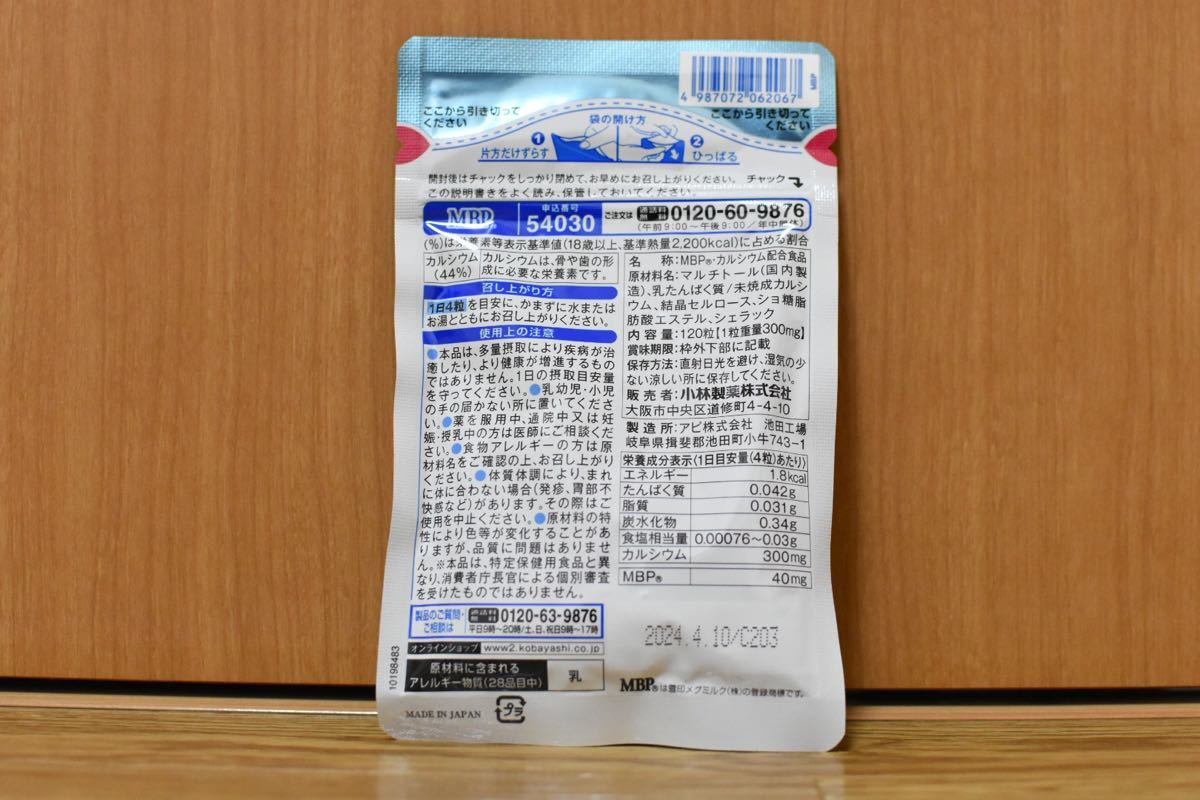 4 987072 062067
MBP
ここから引き切って
ください
ここから引き切って
ください
袋の開け方
1
片方だけずらす
2
ひっぱる
開封後はチャックをしっかり閉めて、お早めにお召し上がりください。 チャック
この説明書きをよく読み、保管しておいてください。
MBP®
申込番号
54030
ご注文は 通話料無料 0120-60-9876
(午前9:00〜午後9:00/年中無休)
(%)は栄養素等表示基準値(18歳以上、基準熱量2,200kcal)に占める割合
カルシウム
(44%)
カルシウムは、骨や歯の形
成に必要な栄養素です。
召し上がり方
1日4粒を目安に、かまずに水または
お湯とともにお召し上がりください。
使用上の注意
●本品は、多量摂取により疾病が治
癒したり、より健康が増進するもの
ではありません。1日の摂取目安量
を守ってください。●乳幼児・小児
の手の届かない所に置いてくださ
い。●薬を服用中、通院中又は妊
娠・授乳中の方は医師にご相談くだ
さい。●食物アレルギーの方は原
材料名をご確認の上、お召し上がり
ください。●体質体調により、まれ
に体に合わない場合(発疹、胃部不
快感など)があります。その際はご
使用を中止ください。●原材料の特
性により色等が変化することがあ
りますが、品質に問題はありませ
ん。※本品は、特定保健用食品と異
なり、消費者庁長官による個別審査
を受けたものではありません。
名 称:MBP®・カルシウム配合食品
原材料名:マルチトール(国内製
造)、乳たんぱく質/未焼成カルシ
ウム、結晶セルロース、ショ糖脂
肪酸エステル、シェラック
内容量:120粒【1粒重量300mg】
賞味期限:枠外下部に記載
保存方法:直射日光を避け、湿気の少
ない涼しい所に保存してください。
販売者:小林製薬株式会社
大阪市中央区道修町4-4-10
製造所:アピ株式会社 池田工場
岐阜県揖斐郡池田町小牛743-1
栄養成分表示(1日目安量(4粒)あたり)
エネルギー 1.8kcal
たんぱく質 0.042g
脂質 0.031g
炭水化物 0.34g
食塩相当量 0.00076〜0.03g
カルシウム 300mg
MBP® 40mg
製品のご質問・
ご相談は
通話料無料 0120-63-9876
平日9時〜20時/土、日、祝日9時〜17時
オンラインショップ www2.kobayashi.co.jp
原材料に含まれる
アレルギー物質(28品目中)
乳
2024.4.10/C203
MBP®は雪印メグミルク(株)の登録商標です。
10198483
MADE IN JAPAN
プラ